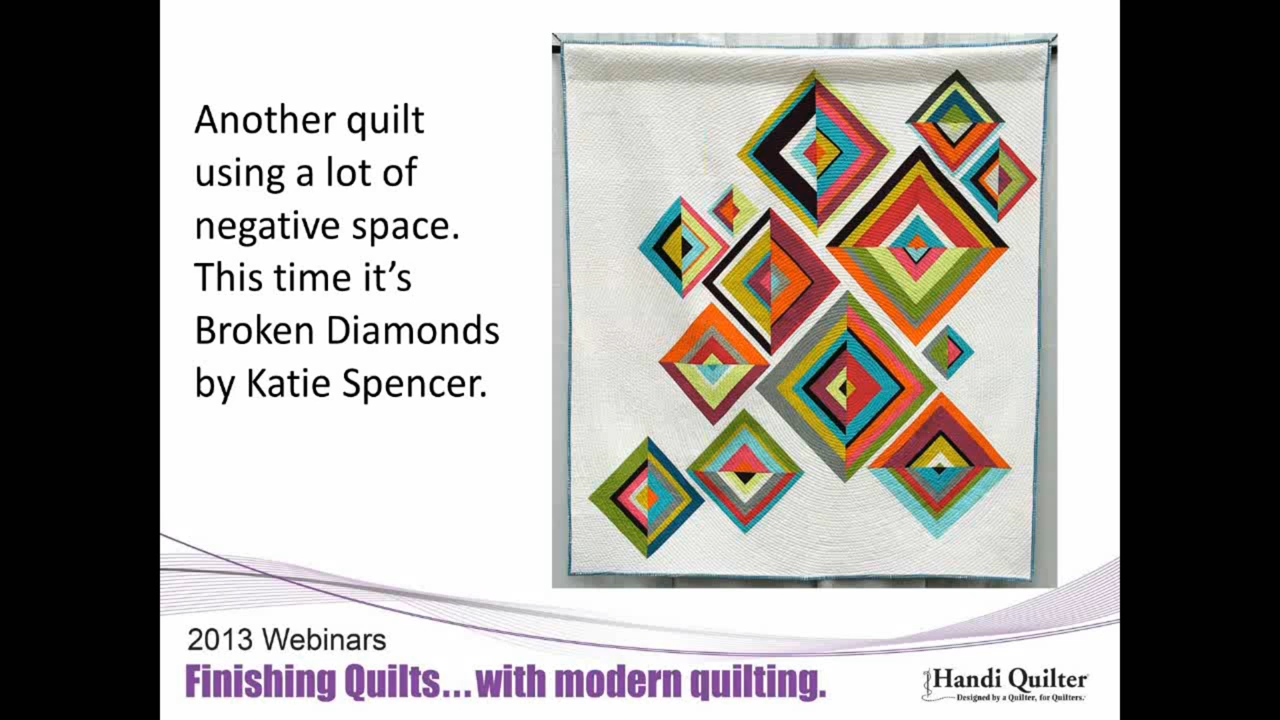 Another quilt
using a lot of
negative space.
This time it’s
Broken Diamonds
by Katie Spencer.
2013 Webinars
Finishing Quilts...with modern quilting.
Handi Quilter®
Designed by a Quilter, for Quilters.®